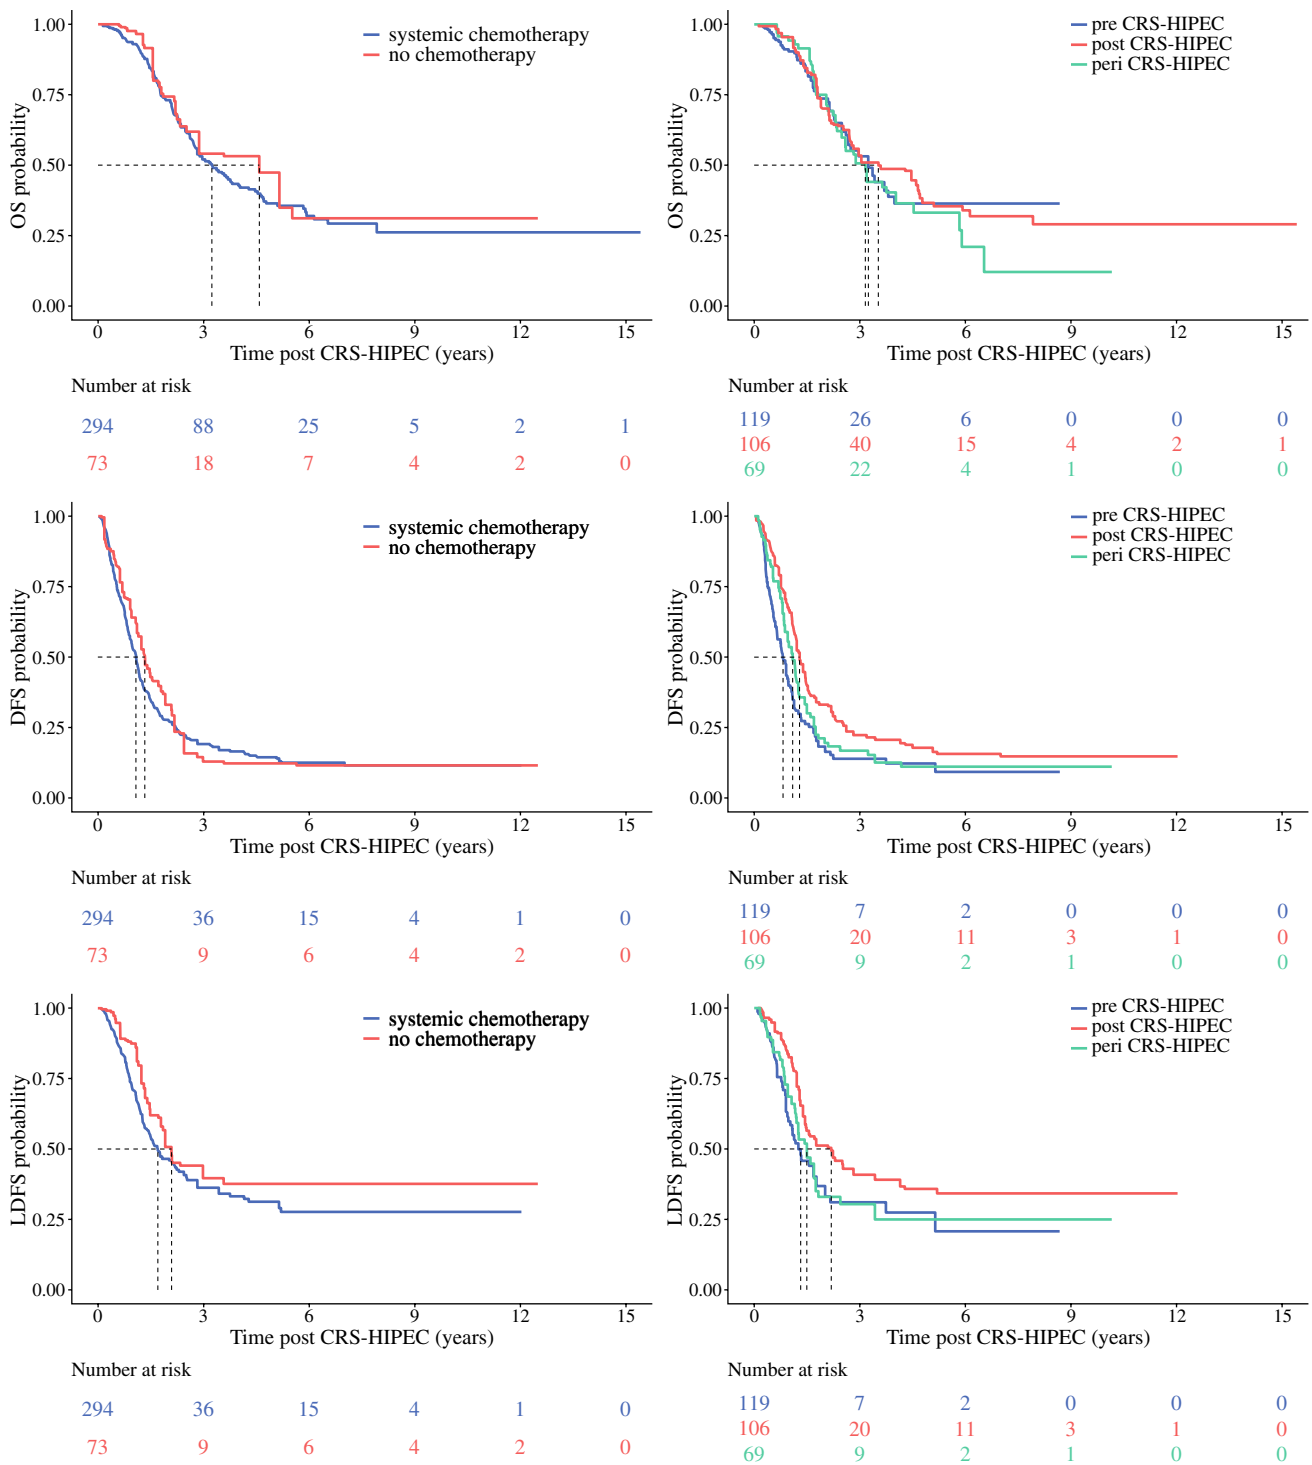 1.00
0.75
0.50
0.25
0.00
OS probability
systemic chemotherapy
no chemotherapy
0 3 6 9 12 15
Time post CRS-HIPEC (years)
Number at risk
294 88 25 5 2 1
73 18 7 4 2 0
1.00
0.75
0.50
0.25
0.00
OS probability
pre CRS-HIPEC
post CRS-HIPEC
peri CRS-HIPEC
0 3 6 9 12 15
Time post CRS-HIPEC (years)
Number at risk
119 26 6 0 0 0
106 40 15 4 2 1
69 22 4 1 0 0
1.00
0.75
0.50
0.25
0.00
DFS probability
systemic chemotherapy
no chemotherapy
0 3 6 9 12 15
Time post CRS-HIPEC (years)
Number at risk
294 36 15 4 1 0
73 9 6 4 2 0
1.00
0.75
0.50
0.25
0.00
DFS probability
pre CRS-HIPEC
post CRS-HIPEC
peri CRS-HIPEC
0 3 6 9 12 15
Time post CRS-HIPEC (years)
Number at risk
119 7 2 0 0 0
106 20 11 3 1 0
69 9 2 1 0 0
1.00
0.75
0.50
0.25
0.00
LDFS probability
systemic chemotherapy
no chemotherapy
0 3 6 9 12 15
Time post CRS-HIPEC (years)
Number at risk
294 36 15 4 1 0
73 9 6 4 2 0
1.00
0.75
0.50
0.25
0.00
LDFS probability
pre CRS-HIPEC
post CRS-HIPEC
peri CRS-HIPEC
0 3 6 9 12 15
Time post CRS-HIPEC (years)
Number at risk
119 7 2 0 0 0
106 20 11 3 1 0
69 9 2 1 0 0